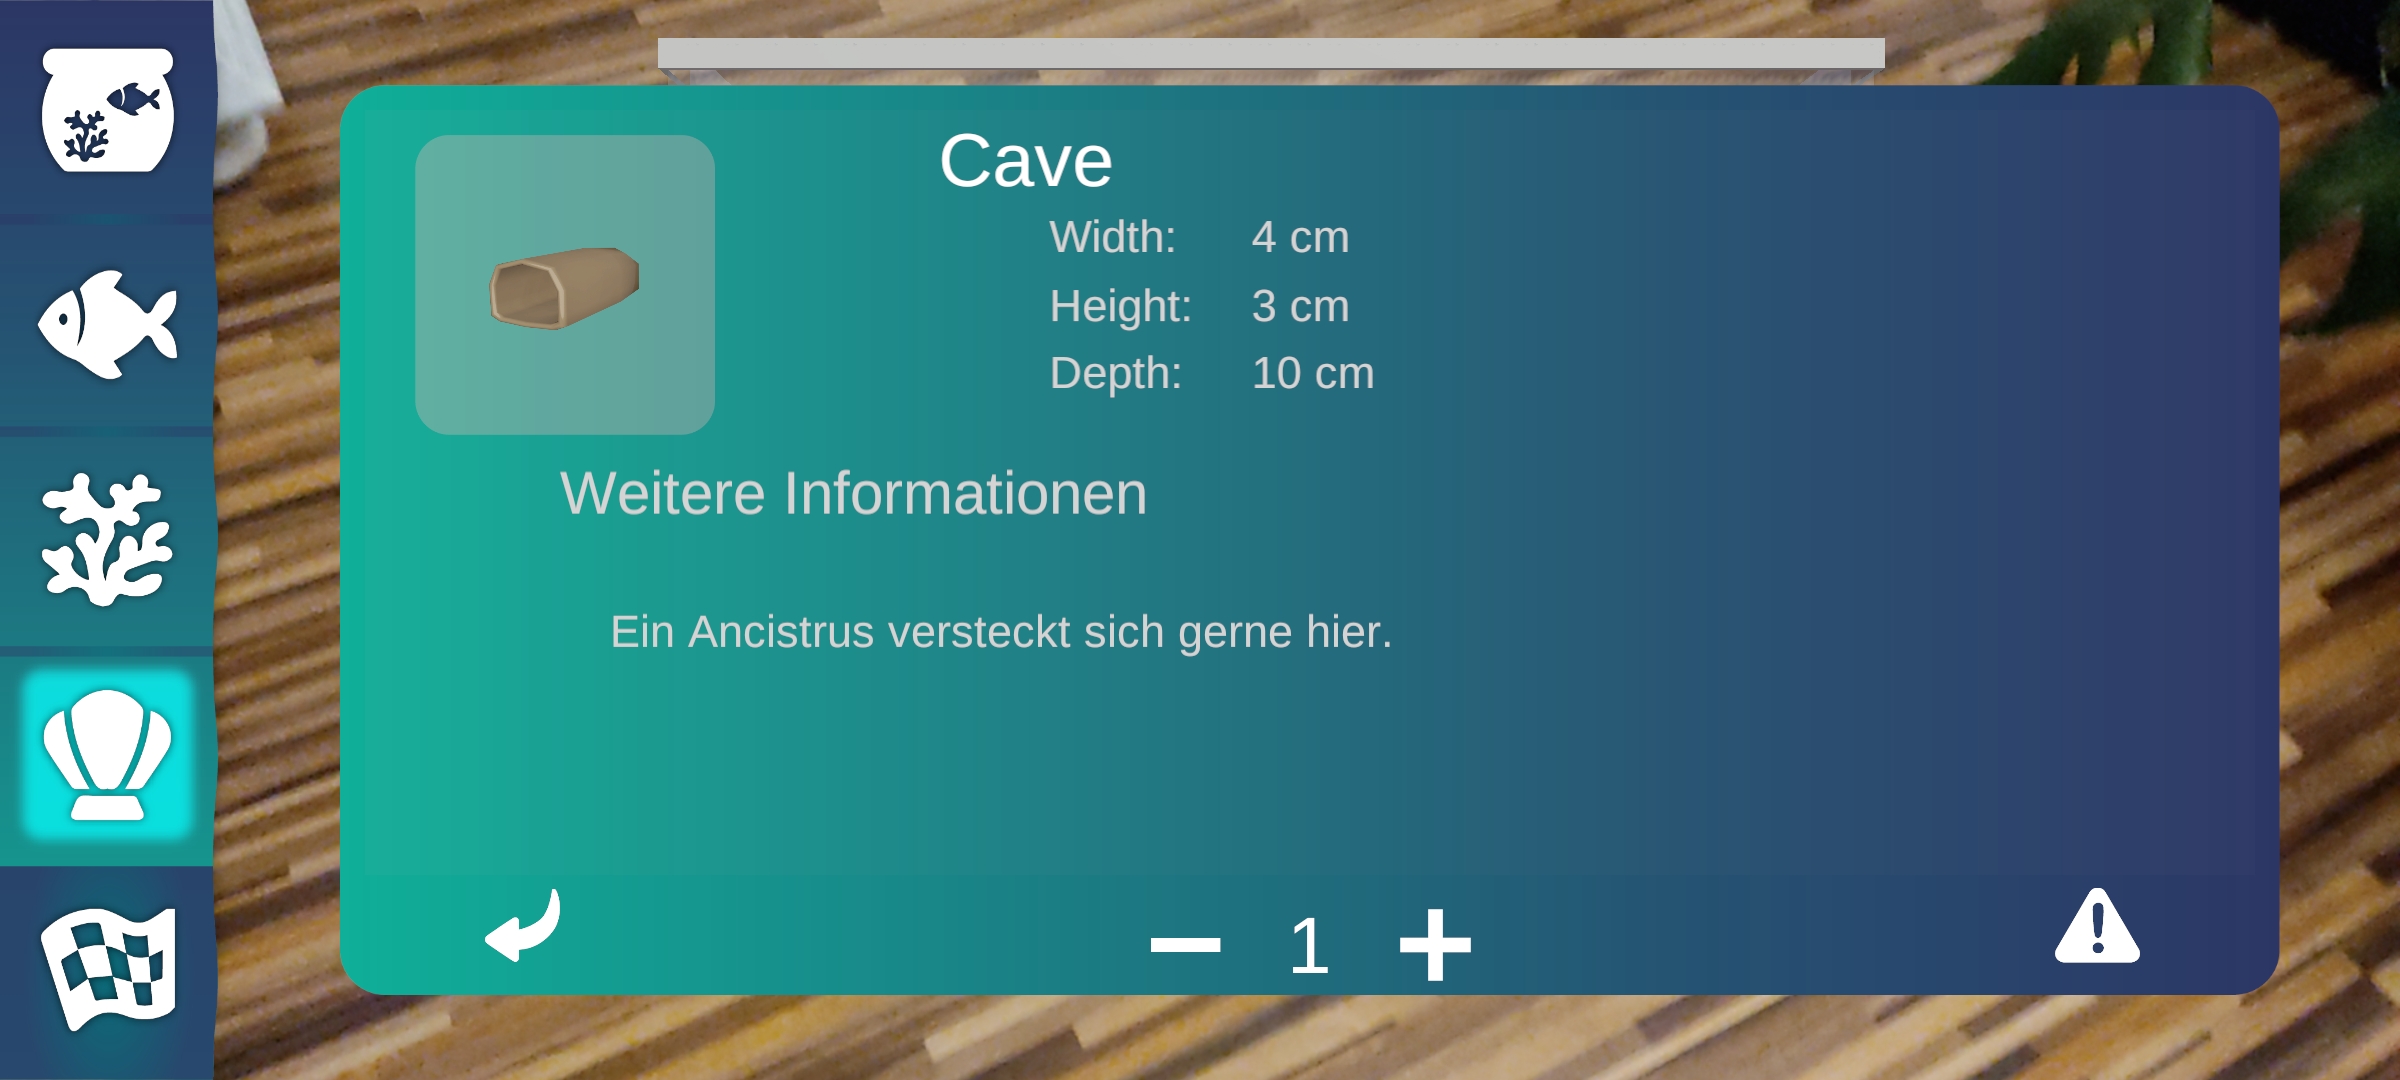 Cave
Width: 4 cm
Height: 3 cm
Depth: 10 cm
Weitere Informationen
Ein Ancistrus versteckt sich gerne hier.
1